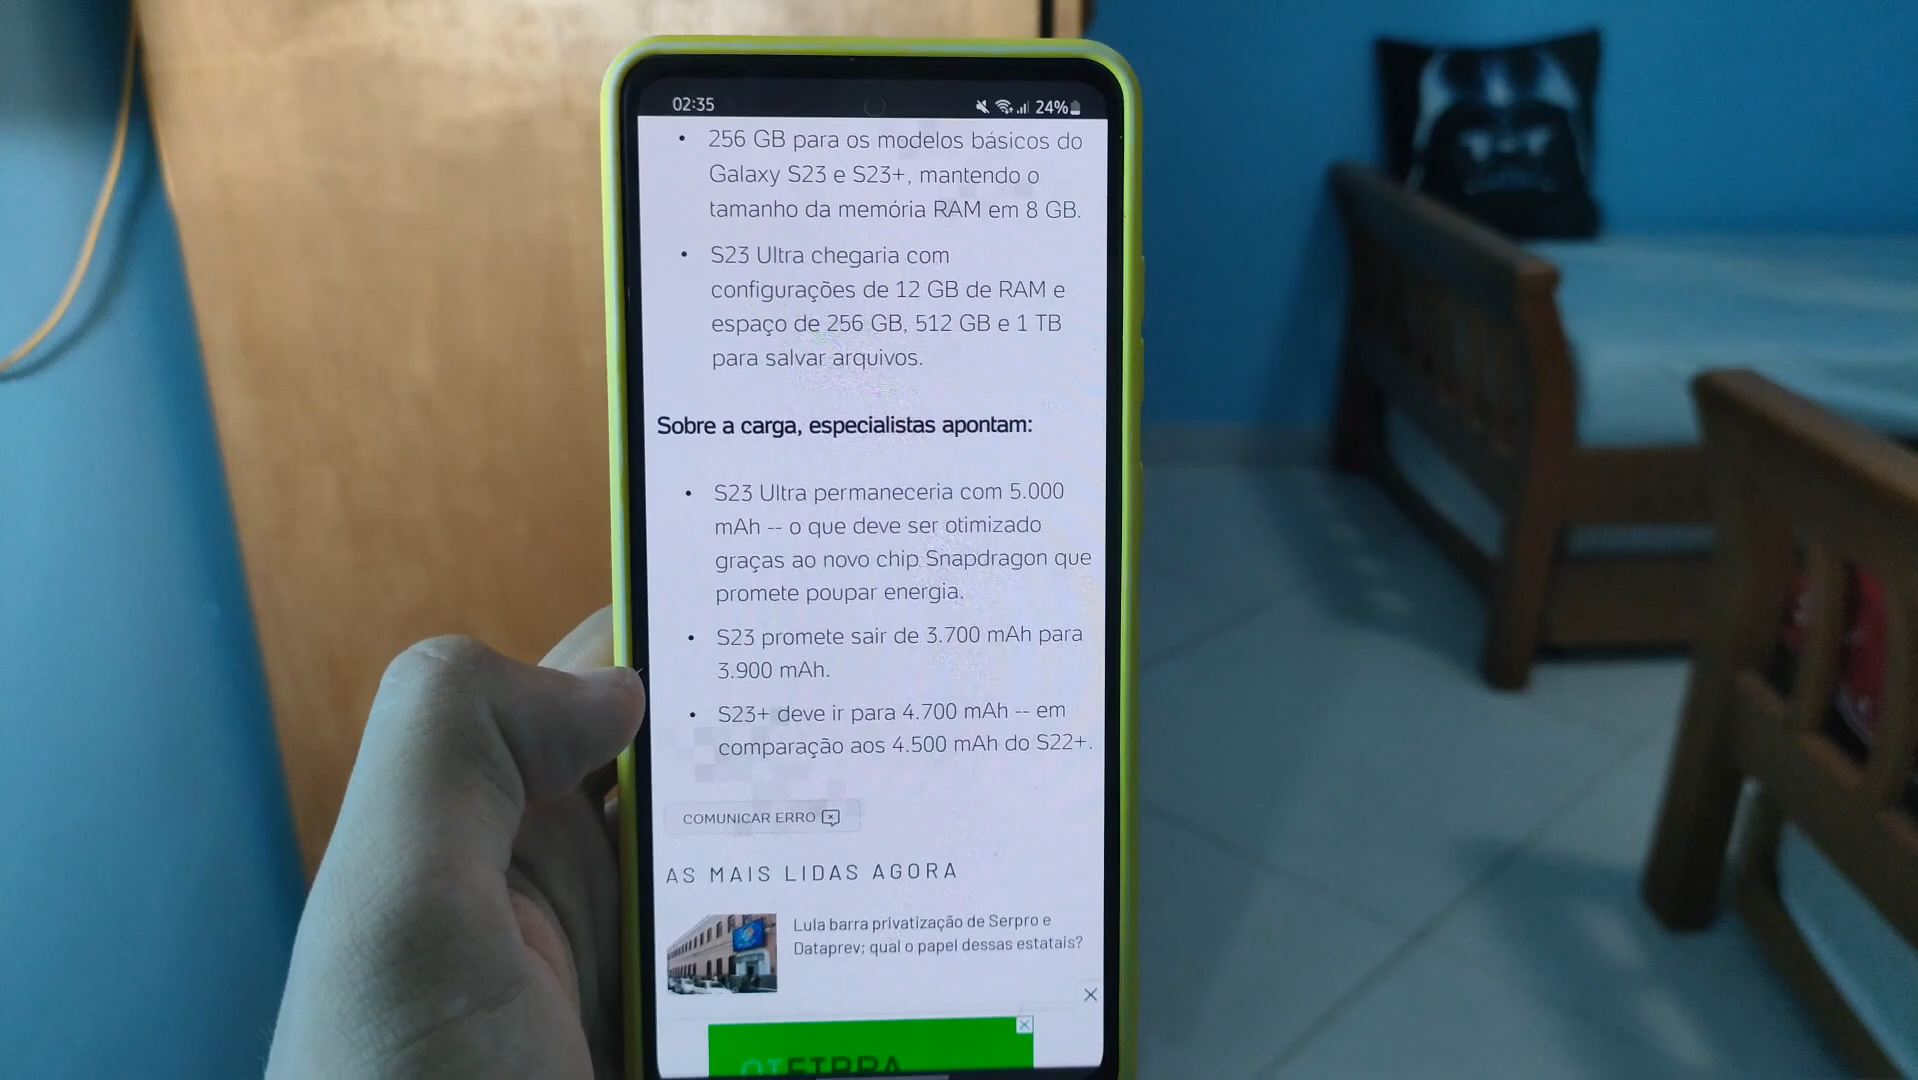 02:35
24%
• 256 GB para os modelos básicos do
Galaxy S23 e S23+, mantendo o
tamanho da memória RAM em 8 GB.
• S23 Ultra chegaria com
configurações de 12 GB de RAM e
espaço de 256 GB, 512 GB e 1 TB
para salvar arquivos.
Sobre a carga, especialistas apontam:
• S23 Ultra permaneceria com 5.000
mAh -- o que deve ser otimizado
graças ao novo chip Snapdragon que
promete poupar energia.
• S23 promete sair de 3.700 mAh para
3.900 mAh.
• S23+ deve ir para 4.700 mAh -- em
comparação aos 4.500 mAh do S22+.
COMUNICAR ERRO
AS MAIS LIDAS AGORA
Lula barra privatização de Serpro e
Dataprev; qual o papel dessas estatais?